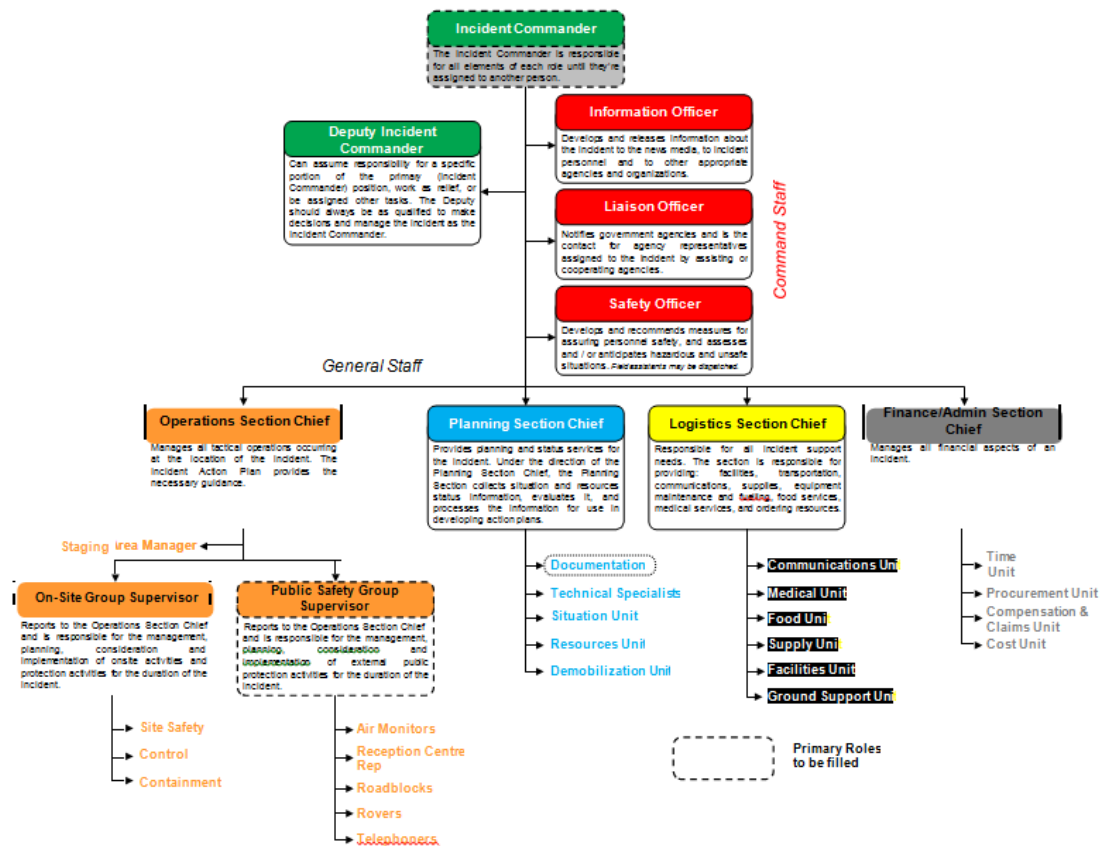 Incident Commander
The Incident Commander is responsible
for all elements of each role until they're
assigned to another person.
Information Officer
Develops and releases information about
the incident to the news media, to incident
personnel and to other appropriate
agencies and organizations.
Deputy Incident
Commander
Can assume responsibility for a specific
portion of the primary (Incident
Commander) position, work as relief, or
be assigned other tasks. The Deputy
should always be as qualified to make
decisions and manage the incident as the
Incident Commander.
Liaison Officer
Notifies government agencies and is the
contact for agency representatives
assigned to the incident by assisting or
cooperating agencies.
Command Staff
Safety Officer
Develops and recommends measures for
assuring personnel safety, and assesses
and / or anticipates hazardous and unsafe
situations. Field assistants may be dispatched.
General Staff
Operations Section Chief
Manages all tactical operations occurring
at the location of the incident. The
Incident Action Plan provides the
necessary guidance.
Planning Section Chief
Provides planning and status services for
the incident. Under the direction of the
Planning Section Chief, the Planning
Section collects situation and resources
status information, evaluates it, and
processes the information for use in
developing action plans.
Logistics Section Chief
Responsible for all incident support
needs. The section is responsible for
providing: facilities, transportation,
communications, supplies, equipment
maintenance and fueling, food services,
medical services, and ordering resources.
Finance/Admin Section
Chief
Manages all financial aspects of an
incident.
Staging Area Manager
On-Site Group Supervisor
Reports to the Operations Section Chief
and is responsible for the management,
planning, consideration and
implementation of onsite activities and
protection activities for the duration of the
incident.
Site Safety
Control
Containment
Public Safety Group
Supervisor
Reports to the Operations Section Chief
and is responsible for the management,
planning, consideration and
implementation of external public
protection activities for the duration of the
incident.
Air Monitors
Reception Centre
Rep
Roadblocks
Rovers
Telephoners
Documentation
Technical Specialists
Situation Unit
Resources Unit
Demobilization Unit
Communications Uni
Medical Unit
Food Uni
Supply Uni
Facilities Unit
Ground Support Uni
Time
Unit
Procurement Unit
Compensation &
Claims Unit
Cost Unit
Primary Roles
to be filled